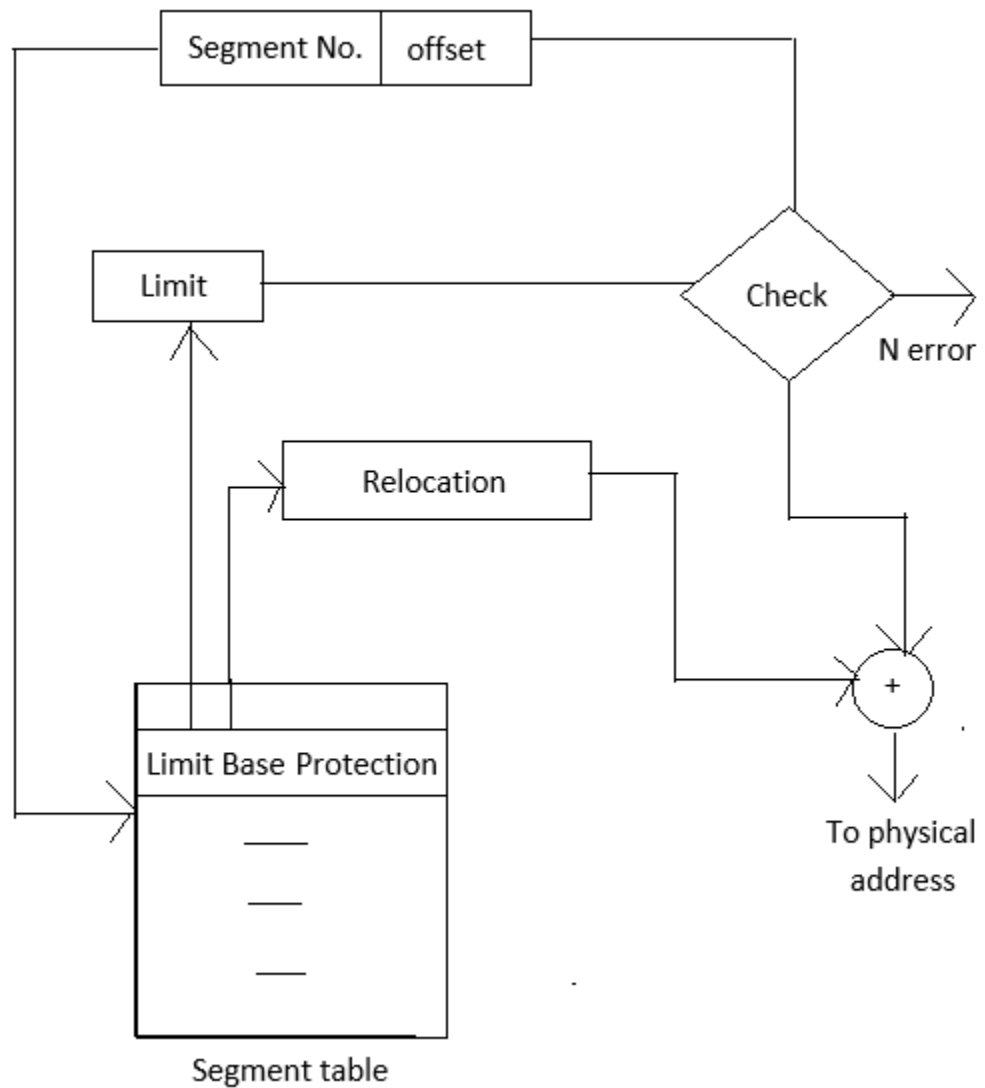 Segment No. offset
Limit
Check
N error
Relocation
+
Limit Base Protection
To physical
address
Segment table